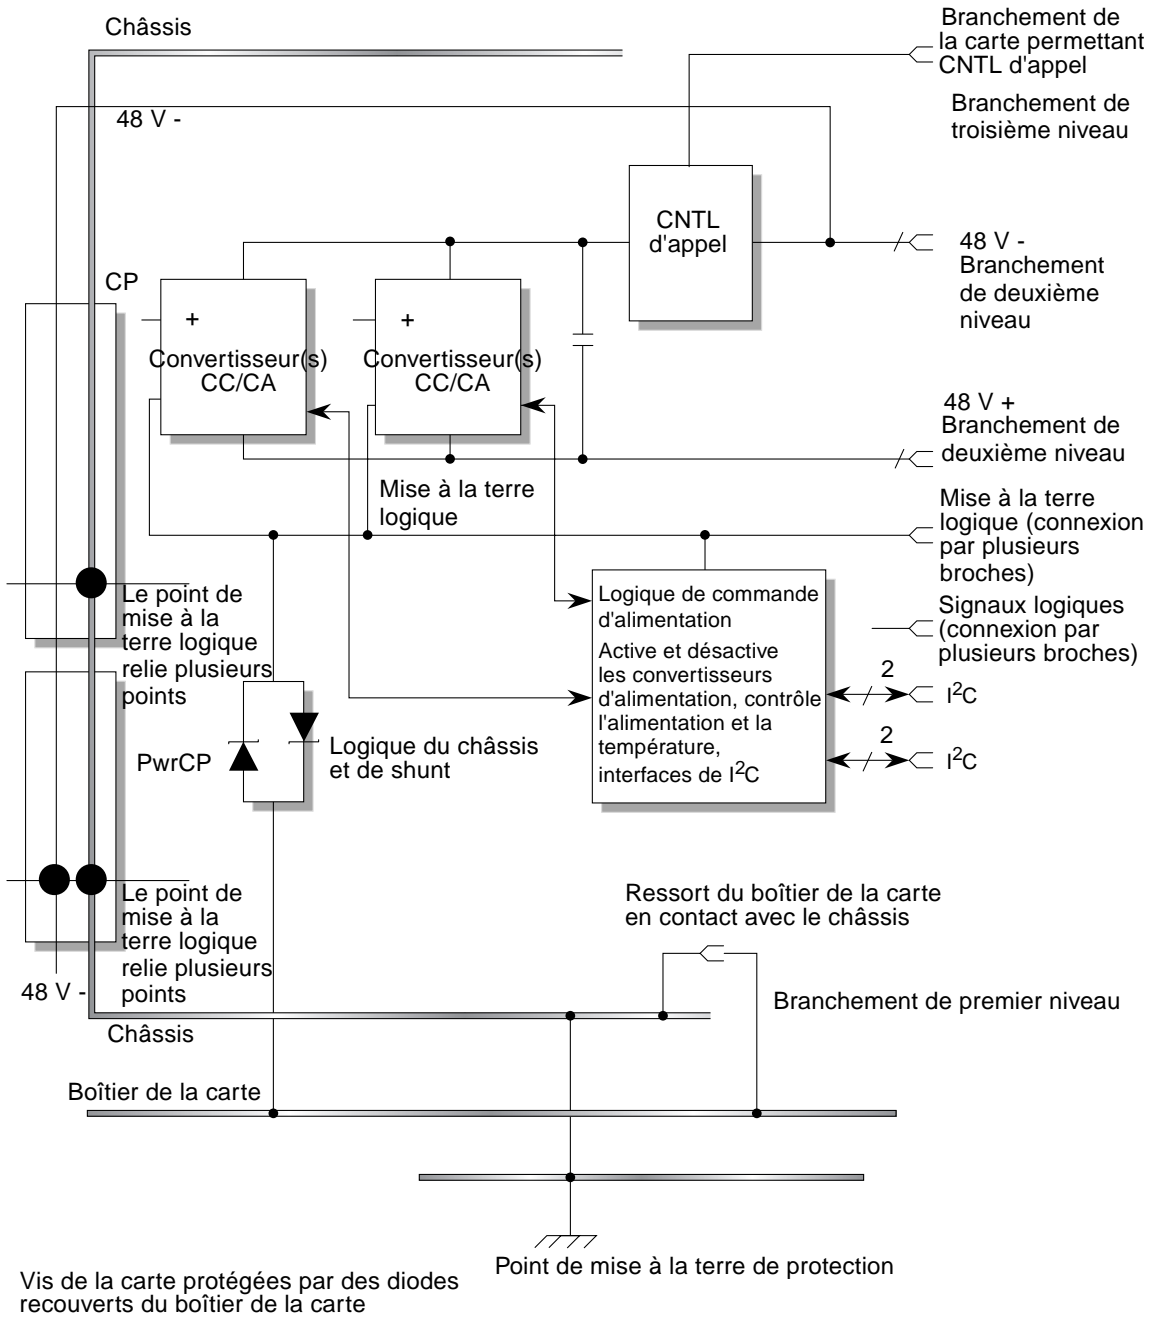 Châssis
Branchement de
la carte permettant
CNTL d'appel
Branchement de
troisième niveau
48 V -
CNTL
d'appel
48 V -
Branchement
de deuxième
niveau
CP
+
Convertisseur(s)
CC/CA
+
Convertisseur(s)
CC/CA
48 V +
Branchement de
deuxième niveau
Mise à la terre
logique
Mise à la terre
logique (connexion
par plusieurs
broches)
Le point de
mise à la
terre logique
relie plusieurs
points
Logique de commande
d'alimentation
Active et désactive
les convertisseurs
d'alimentation, contrôle
l'alimentation et la
température,
interfaces de I²C
Signaux logiques
(connexion par
plusieurs broches)
2
I²C
2
I²C
PwrCP
Logique du châssis
et de shunt
Le point de
mise à la
terre logique
relie plusieurs
points
48 V -
Ressort du boîtier de la carte
en contact avec le châssis
Branchement de premier niveau
Châssis
Boîtier de la carte
Point de mise à la terre de protection
Vis de la carte protégées par des diodes
recouverts du boîtier de la carte